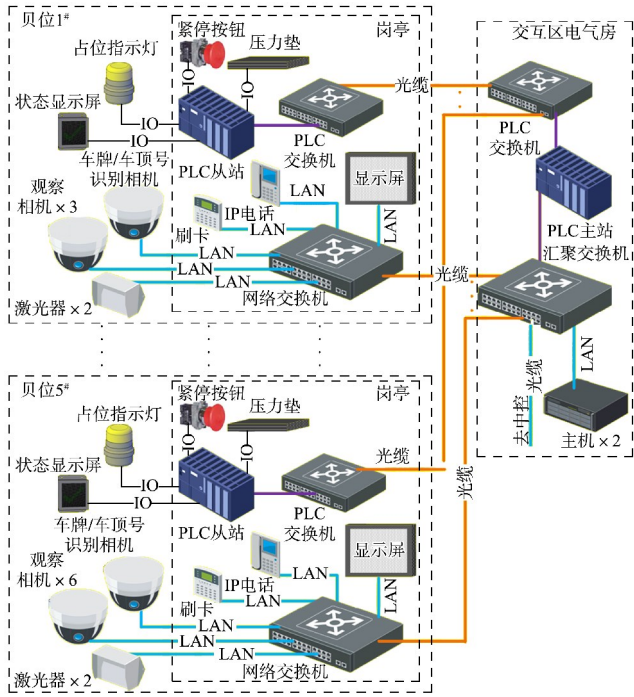 贝位1#
紧停按钮
岗亭
占位指示灯
压力垫
IO
IO
状态显示屏
IO
IO
车牌/车顶号
识别相机
PLC从站
PLC
交换机
光缆
观察
相机×3
LAN
显示屏
IP电话
LAN
刷卡
LAN
LAN
LAN
LAN
激光器×2
网络交换机
光缆
交互区电气房
PLC
交换机
PLC主站
汇聚交换机
LAN
光缆
去中控
主机×2
贝位5#
紧停按钮
岗亭
占位指示灯
压力垫
IO
IO
状态显示屏
IO
IO
车牌/车顶号
识别相机
PLC从站
PLC
交换机
光缆
光缆
观察
相机×6
LAN
显示屏
IP电话
LAN
刷卡
LAN
LAN
LAN
LAN
激光器×2
网络交换机